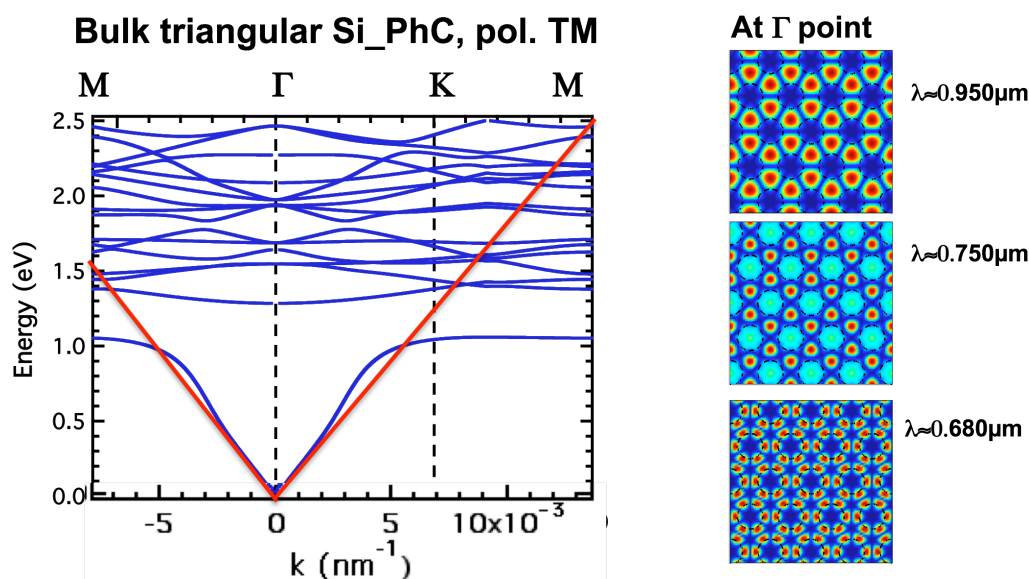 Bulk triangular Si_PhC, pol. TM
M Γ K M
2.5
2.0
1.5
1.0
0.5
0.0
Energy (eV)
-5 0 5 10x10⁻³
k (nm⁻¹)
At Γ point
λ≈0.950μm
λ≈0.750μm
λ≈0.680μm